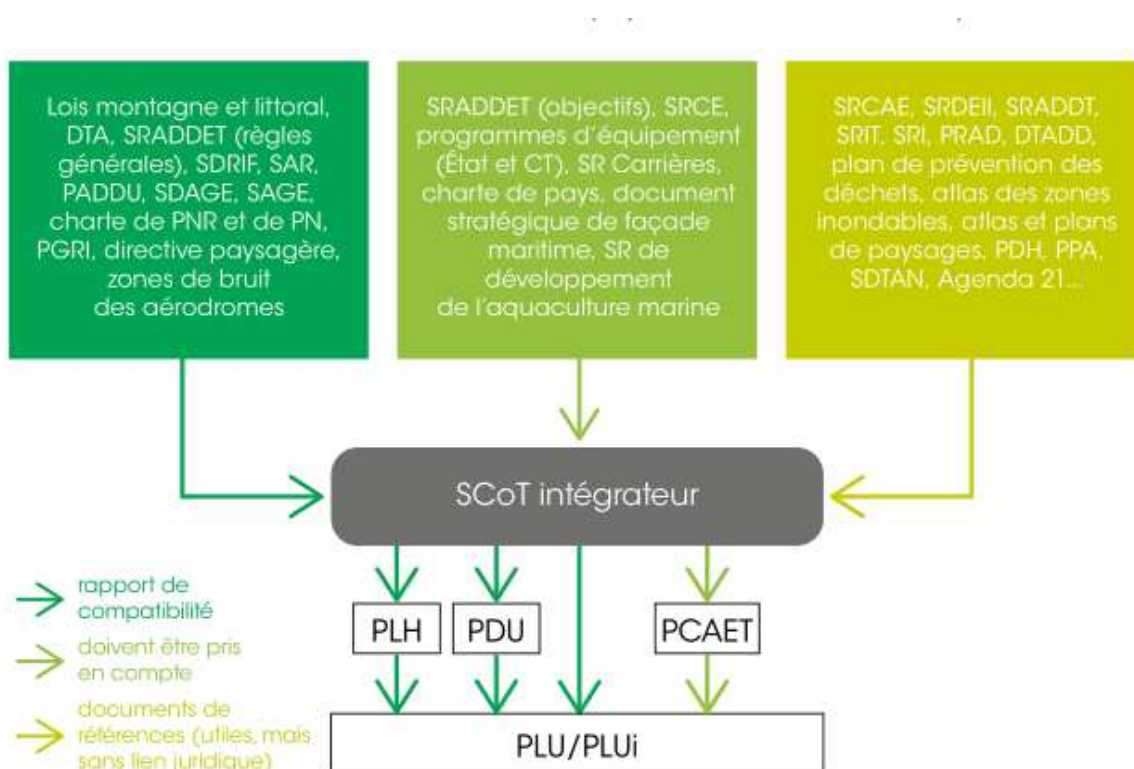 Lois montagne et littoral,
DTA, SRADDET (règles
générales), SDRIF, SAR,
PADDU, SDAGE, SAGE,
charte de PNR et de PN,
PGRI, directive paysagère,
zones de bruit
des aérodromes
SRADDET (objectifs), SRCE,
programmes d'équipement
(État et CT), SR Carrières,
charte de pays, document
stratégique de façade
maritime, SR de
développement
de l'aquaculture marine
SRCAE, SRDEII, SRADDT,
SRIT, SRI, PRAD, DTADD,
plan de prévention des
déchets, atlas des zones
inondables, atlas et plans
de paysages, PDH, PPA,
SDTAN, Agenda 21...
SCoT intégrateur
rapport de
compatibilité
doivent être pris
en compte
documents de
références (utiles, mais
sans lien juridique)
PLH
PDU
PCAET
PLU/PLUi